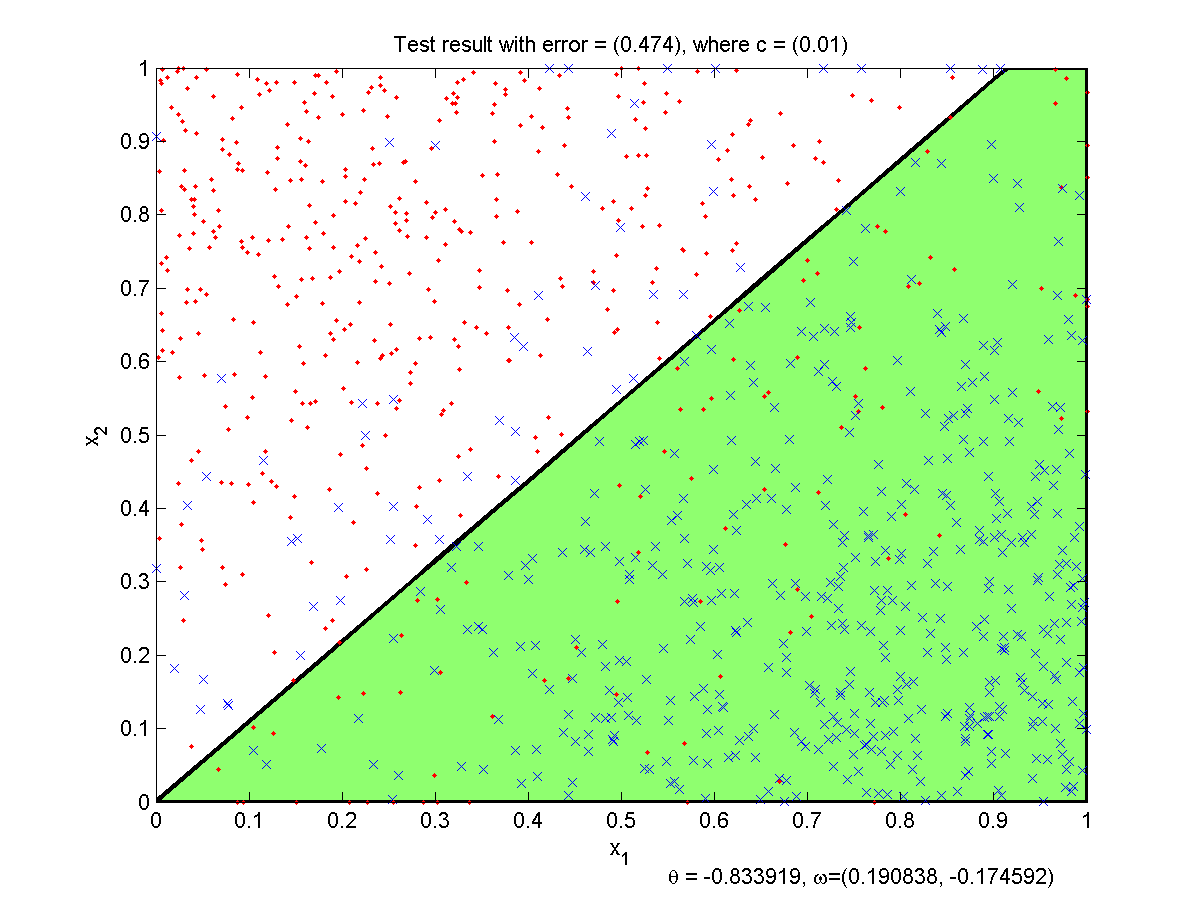 Test result with error = (0.474), where c = (0.01)
1
0.9
0.8
0.7
0.6
0.5
0.4
0.3
0.2
0.1
0
x2
0 0.1 0.2 0.3 0.4 0.5 0.6 0.7 0.8 0.9 1
x1
θ = -0.833919, ω=(0.190838, -0.174592)